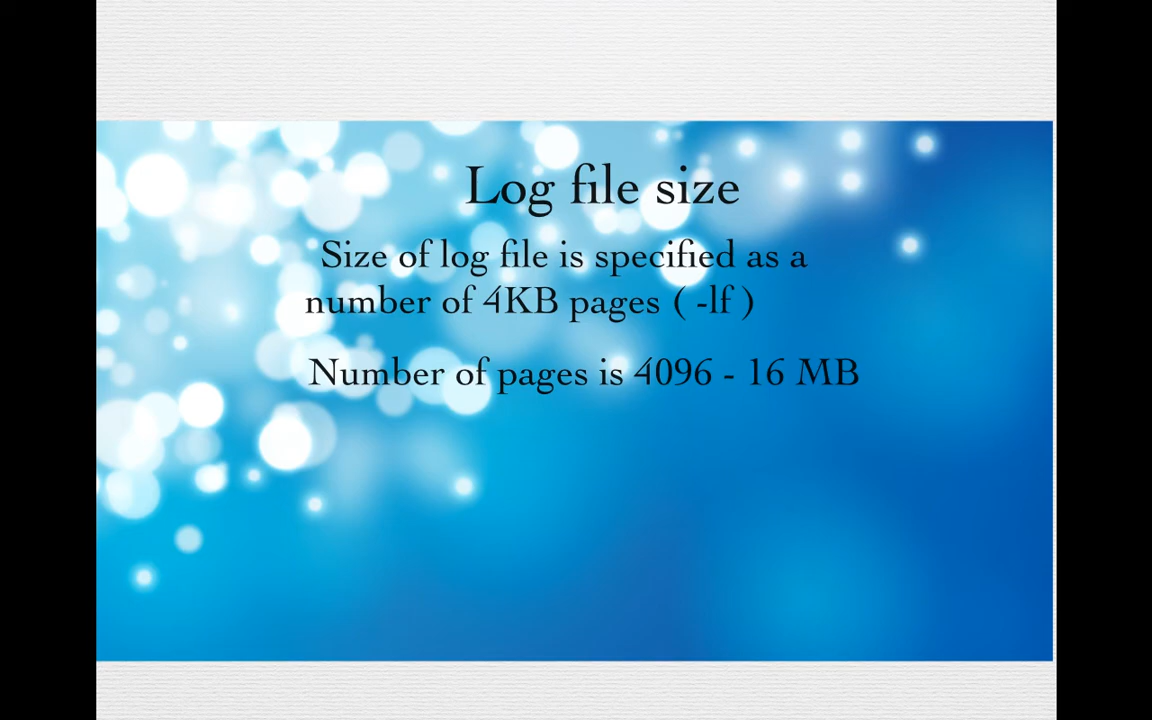 Log file size
Size of log file is specified as a
number of 4KB pages ( -lf )
Number of pages is 4096 - 16 MB